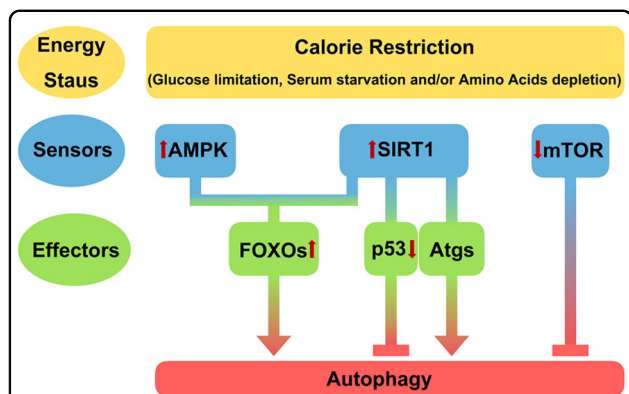 Energy
Staus
Calorie Restriction
(Glucose limitation, Serum starvation and/or Amino Acids depletion)
Sensors
↑AMPK
↑SIRT1
↓mTOR
Effectors
FOXOs↑
p53↓
Atgs
Autophagy